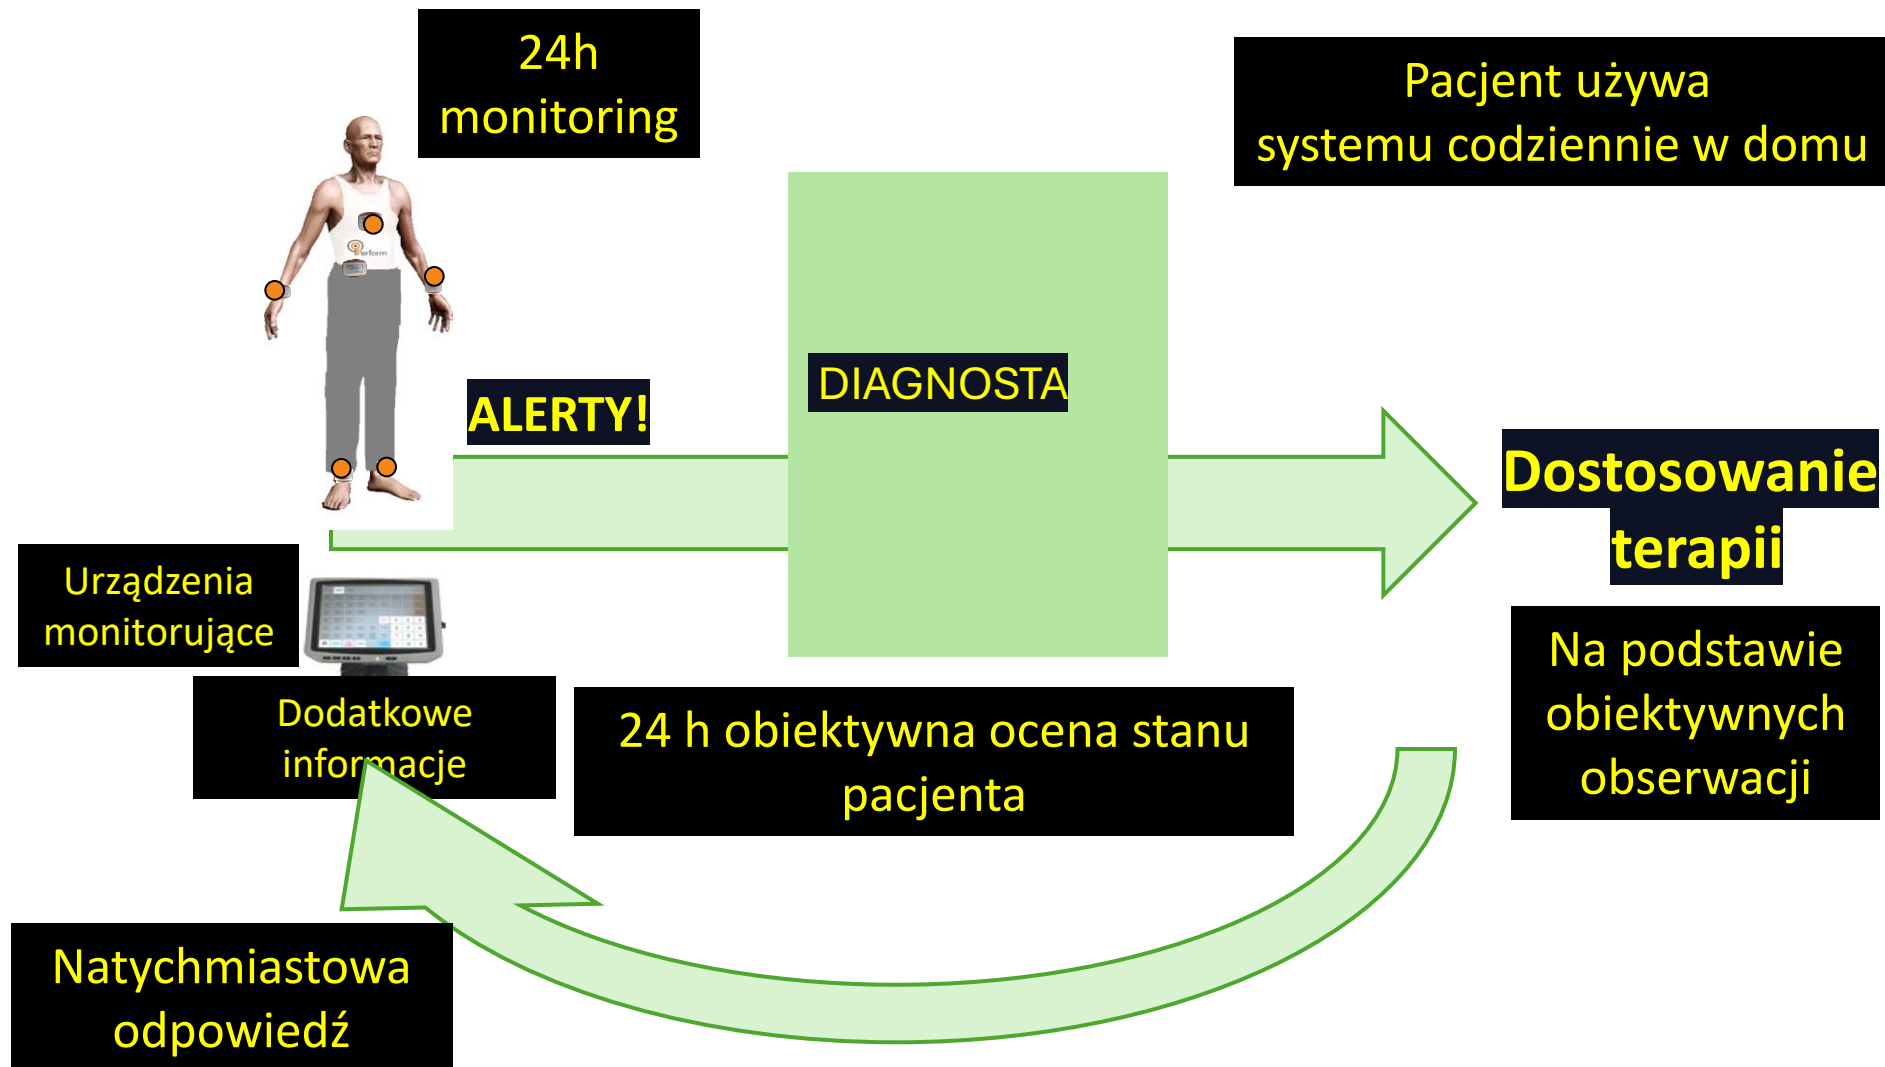 24h
monitoring
Pacjent używa
systemu codziennie w domu
Perform
DIAGNOSTA
ALERTY!
Dostosowanie
terapii
Urządzenia
monitorujące
Na podstawie
obiektywnych
obserwacji
Dodatkowe
informacje
24 h obiektywna ocena stanu
pacjenta
Natychmiastowa
odpowiedź